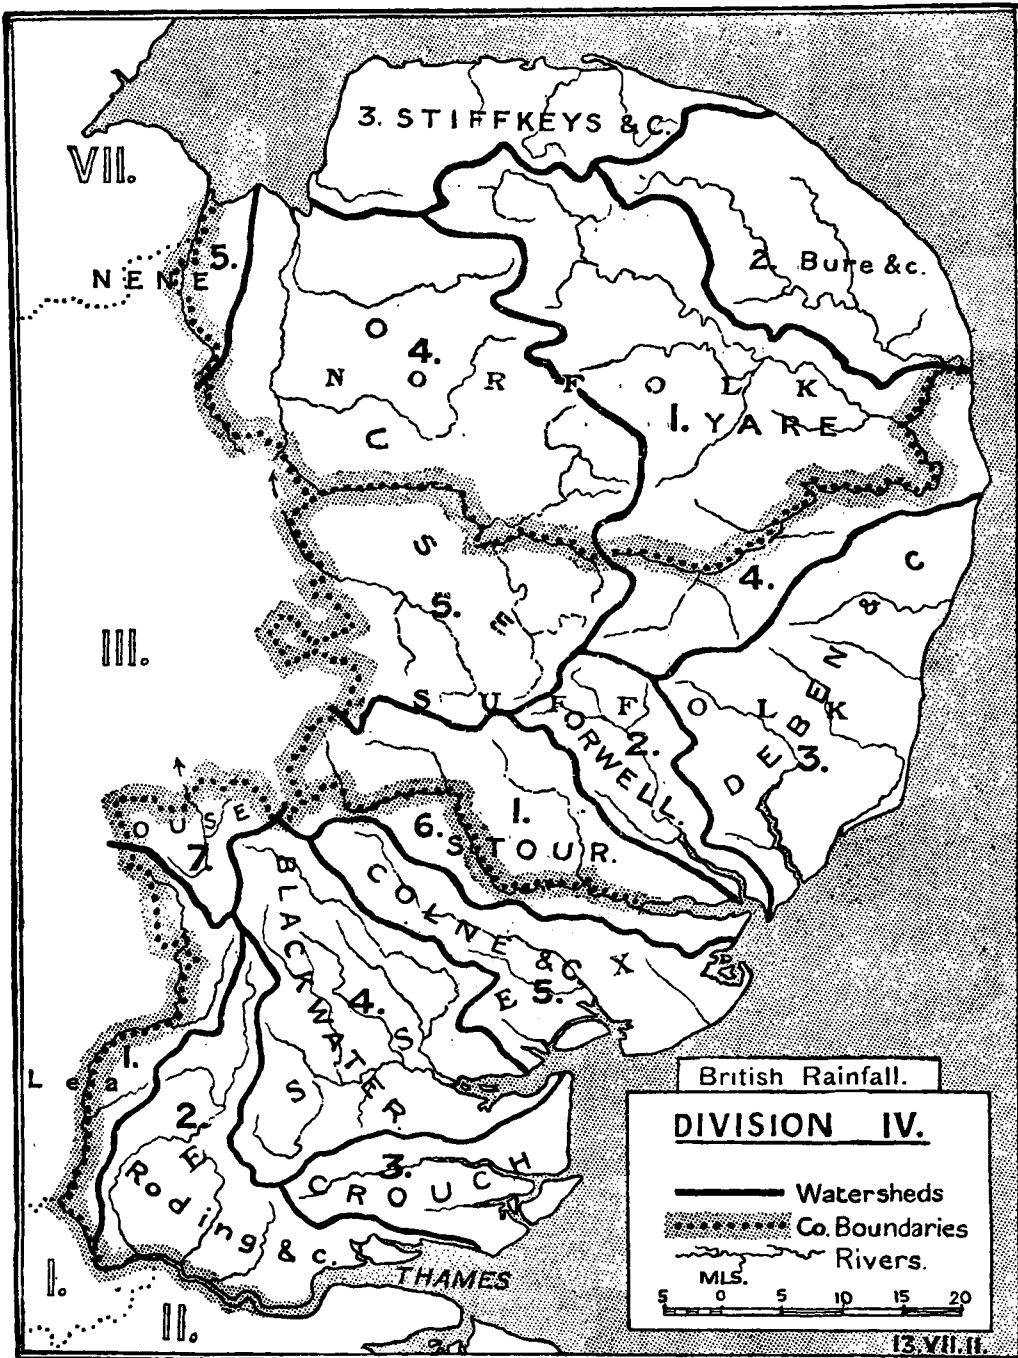 3. STIFFKEYS & C.
VII.
5.
NENE
2. Bure & c.
4.
NORFOLK
1. YARE
OUSE
4.
5.
III.
SUFFOLK
ORWELL.
2.
DEBEN & C
3.
1.
6. STOUR.
OUSE
7.
BLACKWATER
4.
COLNE & C
5.
ESSEX
1.
Lea
2.
Roding & c.
3.
CROUCH
THAMES
I.
II.
British Rainfall.
DIVISION IV.
Watersheds
Co. Boundaries
Rivers.
MLS.
5 0 5 10 15 20
13.VII.11.